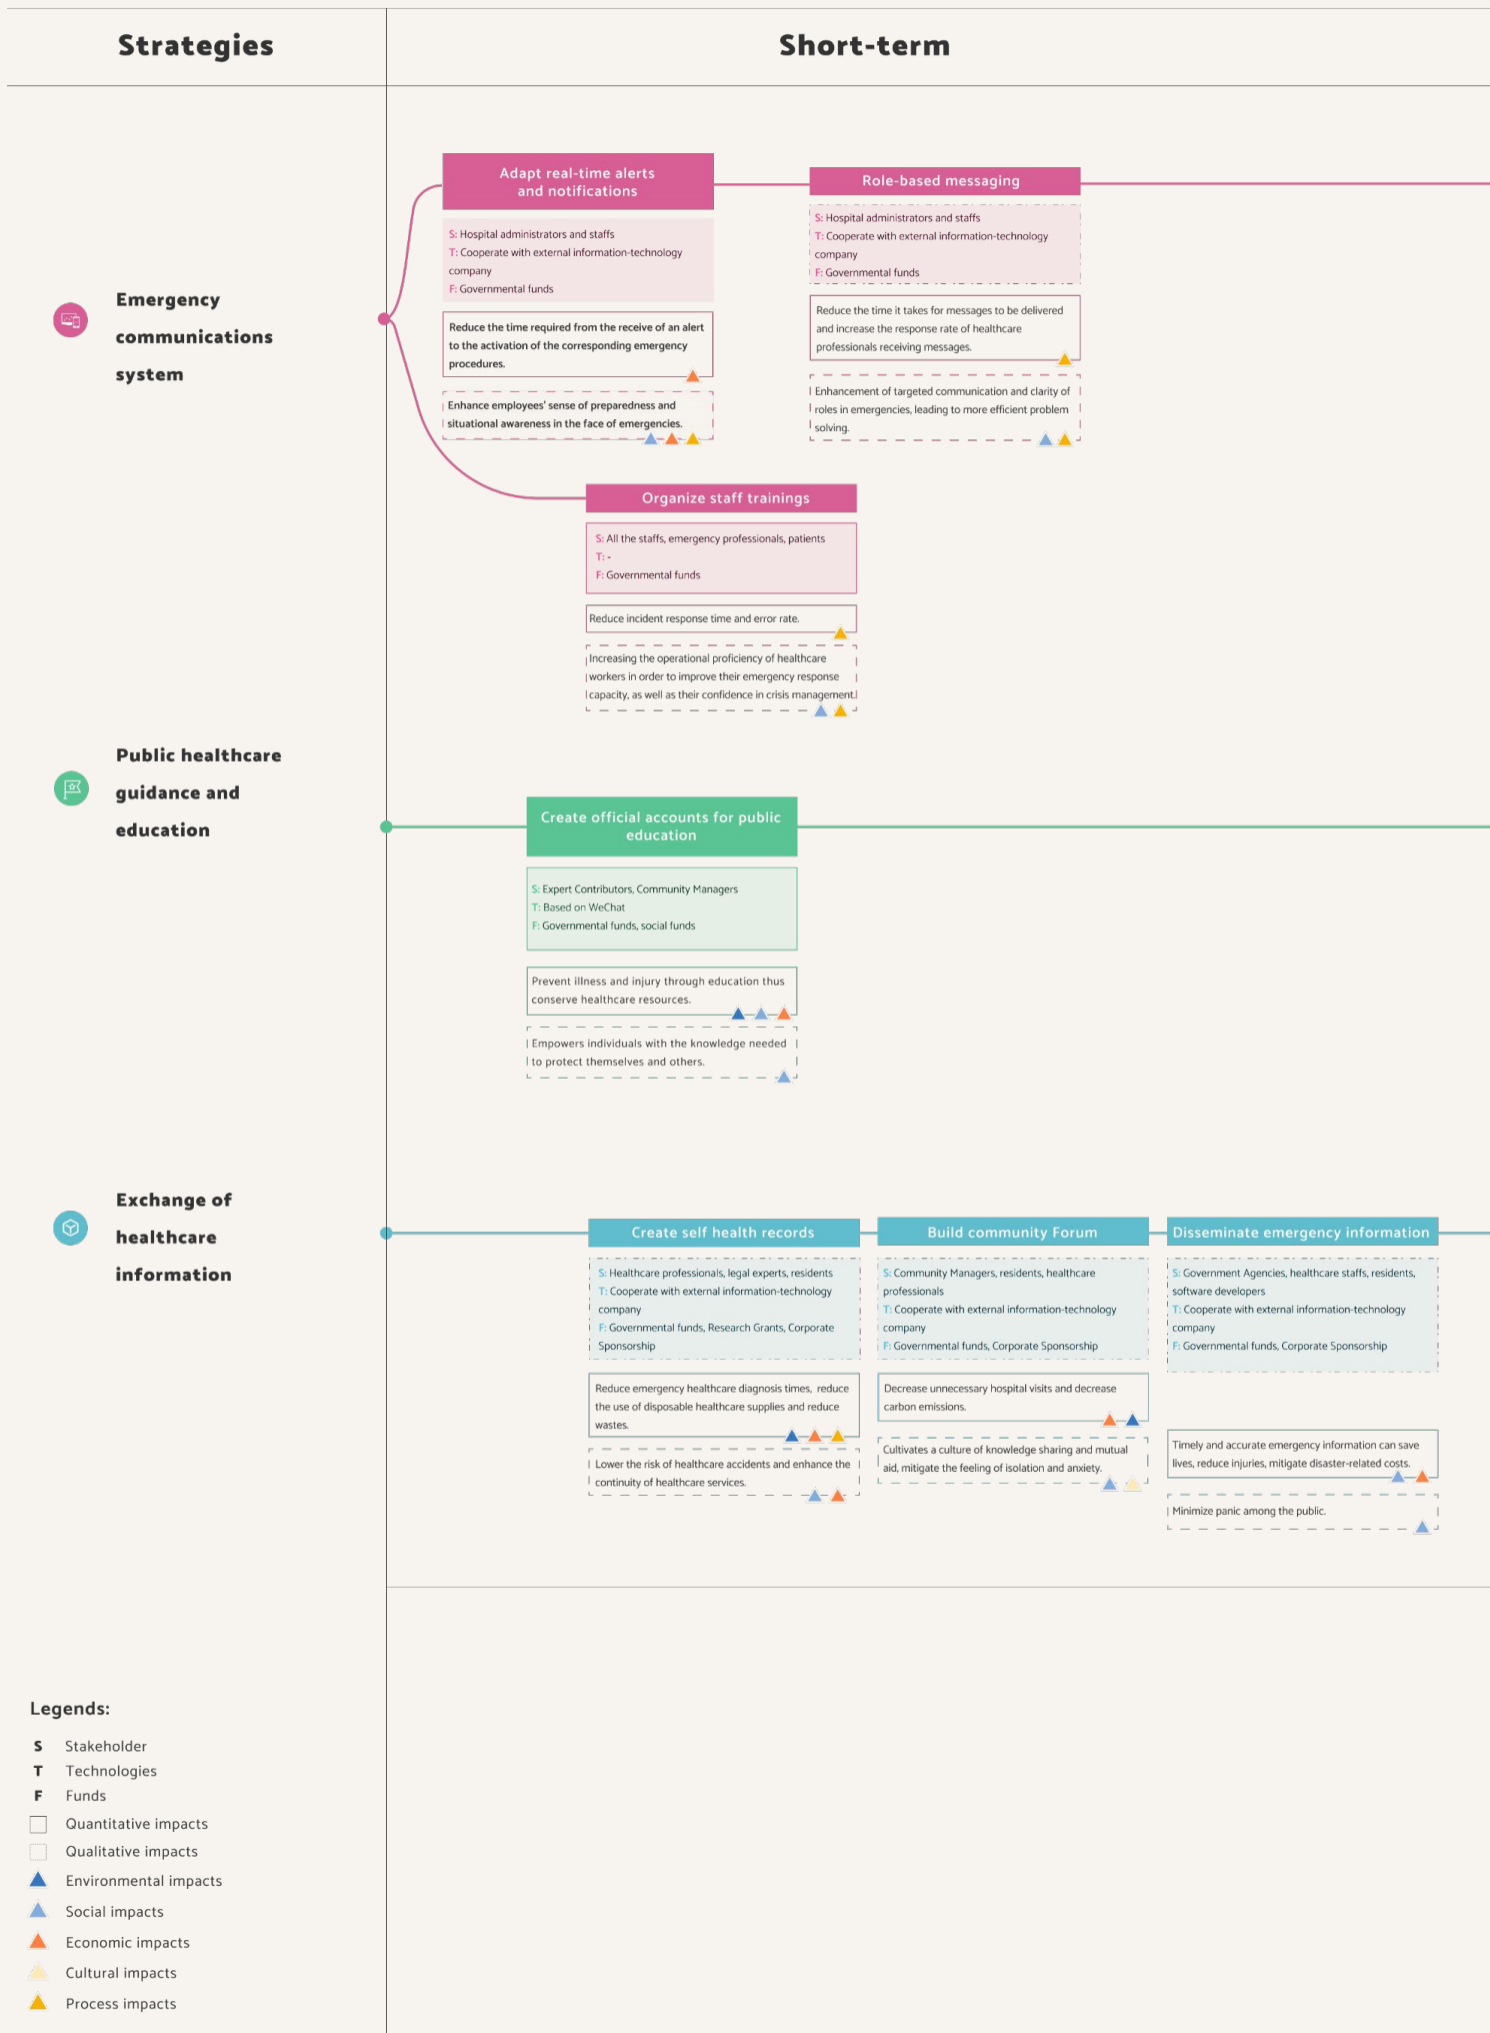 Strategies
Short-term
Emergency
communications
system
Adapt real-time alerts
and notifications
S: Hospital administrators and staffs
T: Cooperate with external information-technology
company
F: Governmental funds
Reduce the time required from the receive of an alert
to the activation of the corresponding emergency
procedures.
Enhance employees' sense of preparedness and
situational awareness in the face of emergencies.
Role-based messaging
S: Hospital administrators and staffs
T: Cooperate with external information-technology
company
F: Governmental funds
Reduce the time it takes for messages to be delivered
and increase the response rate of healthcare
professionals receiving messages.
Enhancement of targeted communication and clarity of
roles in emergencies, leading to more efficient problem
solving.
Organize staff trainings
S: All the staffs, emergency professionals, patients
T: -
F: Governmental funds
Reduce incident response time and error rate.
Increasing the operational proficiency of healthcare
workers in order to improve their emergency response
capacity, as well as their confidence in crisis management.
Public healthcare
guidance and
education
Create official accounts for public
education
S: Expert Contributors, Community Managers
T: Based on WeChat
F: Governmental funds, social funds
Prevent illness and injury through education thus
conserve healthcare resources.
Empowers individuals with the knowledge needed
to protect themselves and others.
Exchange of
healthcare
information
Create self health records
S: Healthcare professionals, legal experts, residents
T: Cooperate with external information-technology
company
F: Governmental funds, Research Grants, Corporate
Sponsorship
Reduce emergency healthcare diagnosis times, reduce
the use of disposable healthcare supplies and reduce
wastes.
Lower the risk of healthcare accidents and enhance the
continuity of healthcare services.
Build community Forum
S: Community Managers, residents, healthcare
professionals
T: Cooperate with external information-technology
company
F: Governmental funds, Corporate Sponsorship
Decrease unnecessary hospital visits and decrease
carbon emissions.
Cultivates a culture of knowledge sharing and mutual
aid, mitigate the feeling of isolation and anxiety.
Disseminate emergency information
S: Government Agencies, healthcare staffs, residents,
software developers
T: Cooperate with external information-technology
company
F: Governmental funds, Corporate Sponsorship
Timely and accurate emergency information can save
lives, reduce injuries, mitigate disaster-related costs.
Minimize panic among the public.
Legends:
S Stakeholder
T Technologies
F Funds
Quantitative impacts
Qualitative impacts
Environmental impacts
Social impacts
Economic impacts
Cultural impacts
Process impacts